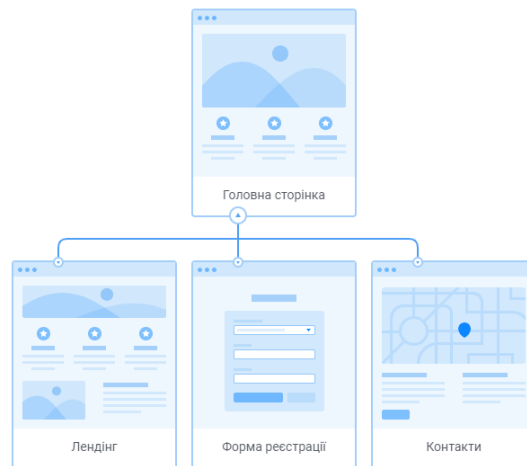 Головна сторінка
Лендінг
Форма реєстрації
Контакти